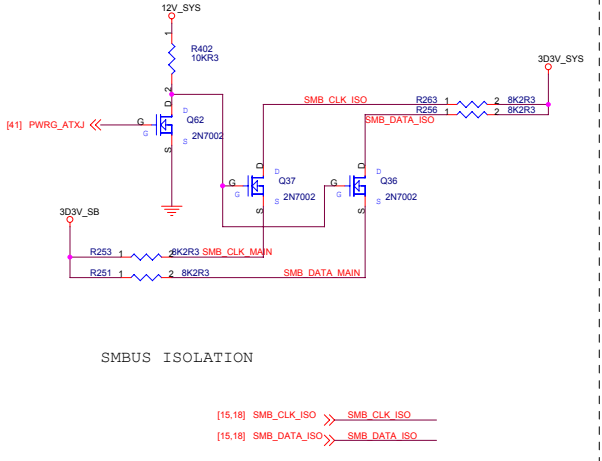 12V_SYS
1
R402
10KR3
2
3D3V_SYS
SMB_CLK_ISO
R263 1 2 8K2R3
R256 1 2 8K2R3
SMB_DATA_ISO
[41] PWRG_ATXJ
G
G
D
D
Q62
2N7002
S
S
G
G
D
D
Q37
2N7002
S
S
G
G
D
D
Q36
2N7002
S
S
3D3V_SB
R253 1 2 8K2R3 SMB_CLK_MAIN
R251 1 2 8K2R3 SMB_DATA_MAIN
SMBUS ISOLATION
[15,18] SMB_CLK_ISO SMB_CLK_ISO
[15,18] SMB_DATA_ISO SMB_DATA_ISO